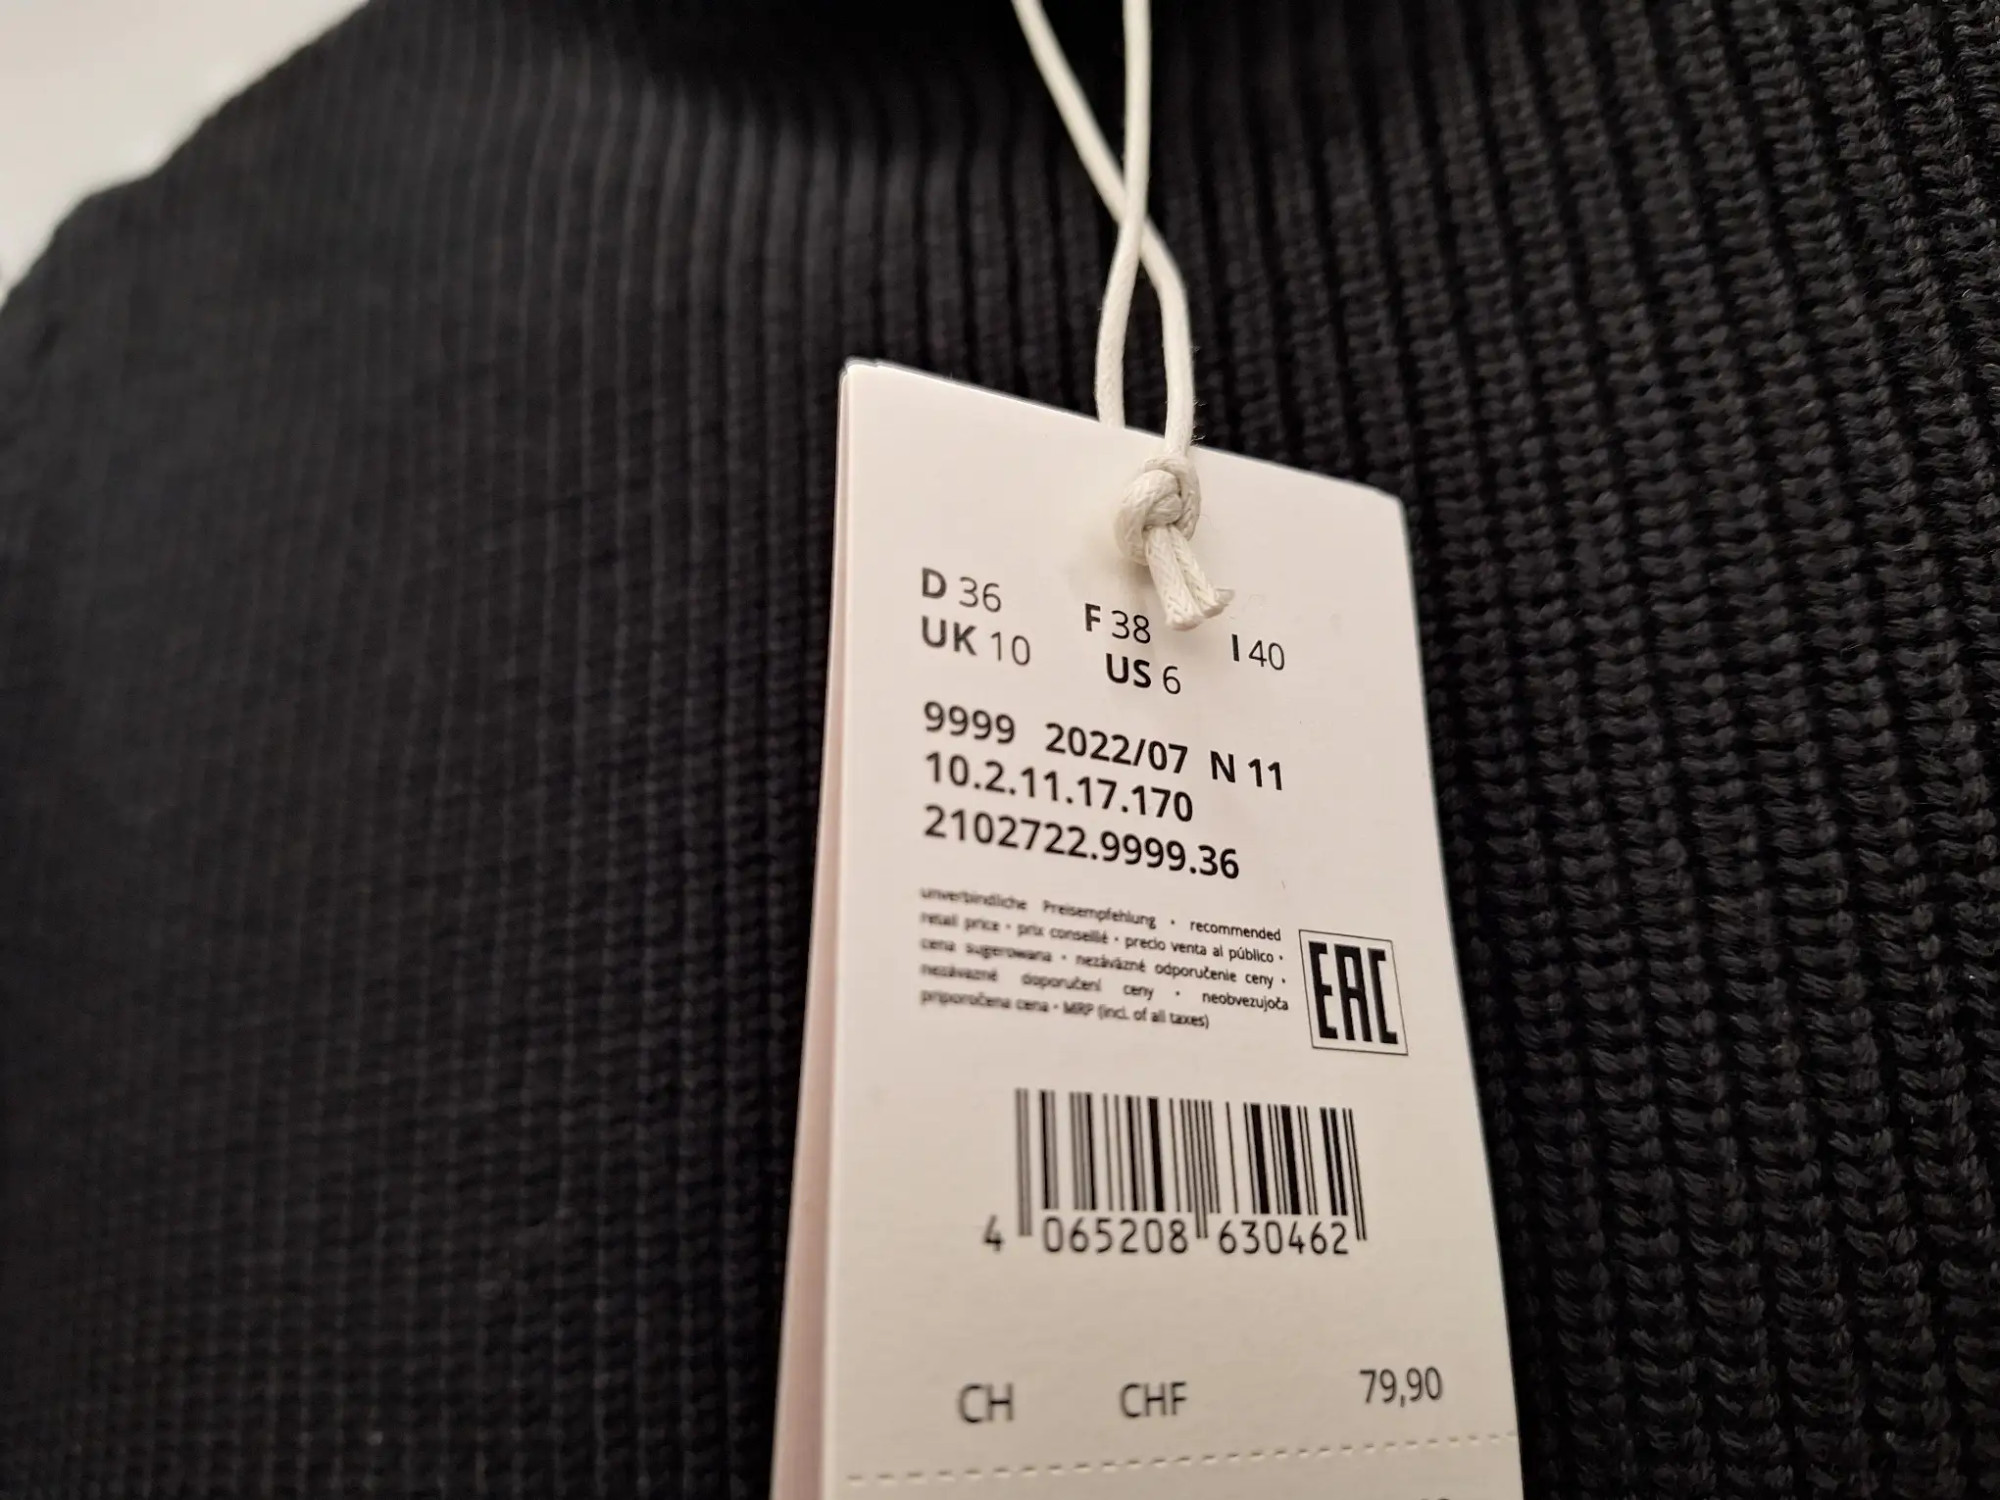 D 36 F 38 I 40
UK 10 US 6
9999 2022/07 N 11
10.2.11.17.170
2102722.9999.36
unverbindliche Preisempfehlung • recommended
retail price • prix conseillé • precio venta al público •
cena sugerowana • nezáväzné odporučenie ceny •
nezávazné doporučení ceny • neobvezujoča
priporočena cena • MRP (incl. of all taxes)
EAC
4 065208 630462
CH CHF 79,90